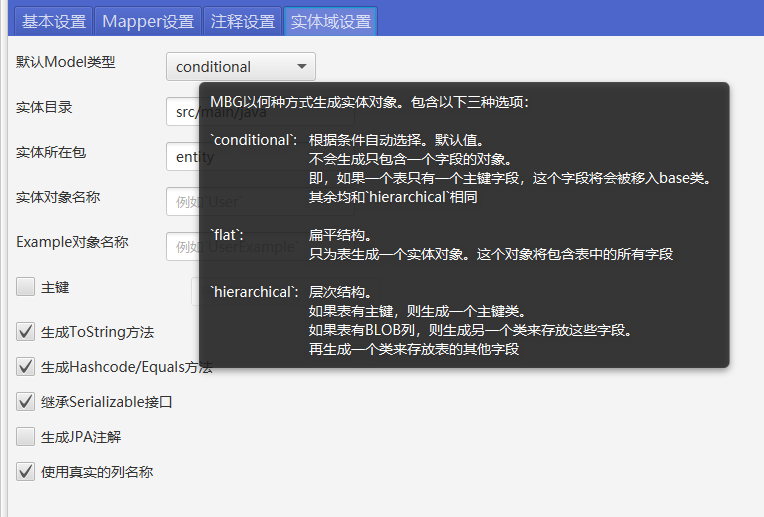 基本设置 Mapper设置 注释设置 实体域设置
默认Model类型 conditional
MBG以何种方式生成实体对象。包含以下三种选项：
实体目录 src/main/java
`conditional`: 根据条件自动选择。默认值。
不会生成只包含一个字段的对象。
实体所在包 entity
即，如果一个表只有一个主键字段，这个字段将会被移入base类。
其余均和`hierarchical`相同
实体对象名称 例如 User
`flat`: 扁平结构。
Example对象名称 例如 UserExample
只为表生成一个实体对象。这个对象将包含表中的所有字段
主键
`hierarchical`: 层次结构。
如果表有主键，则生成一个主键类。
生成ToString方法
如果表有BLOB列，则生成另一个类来存放这些字段。
再生成一个类来存放表的其他字段
生成Hashcode/Equals方法
继承Serializable接口
生成JPA注解
使用真实的列名称